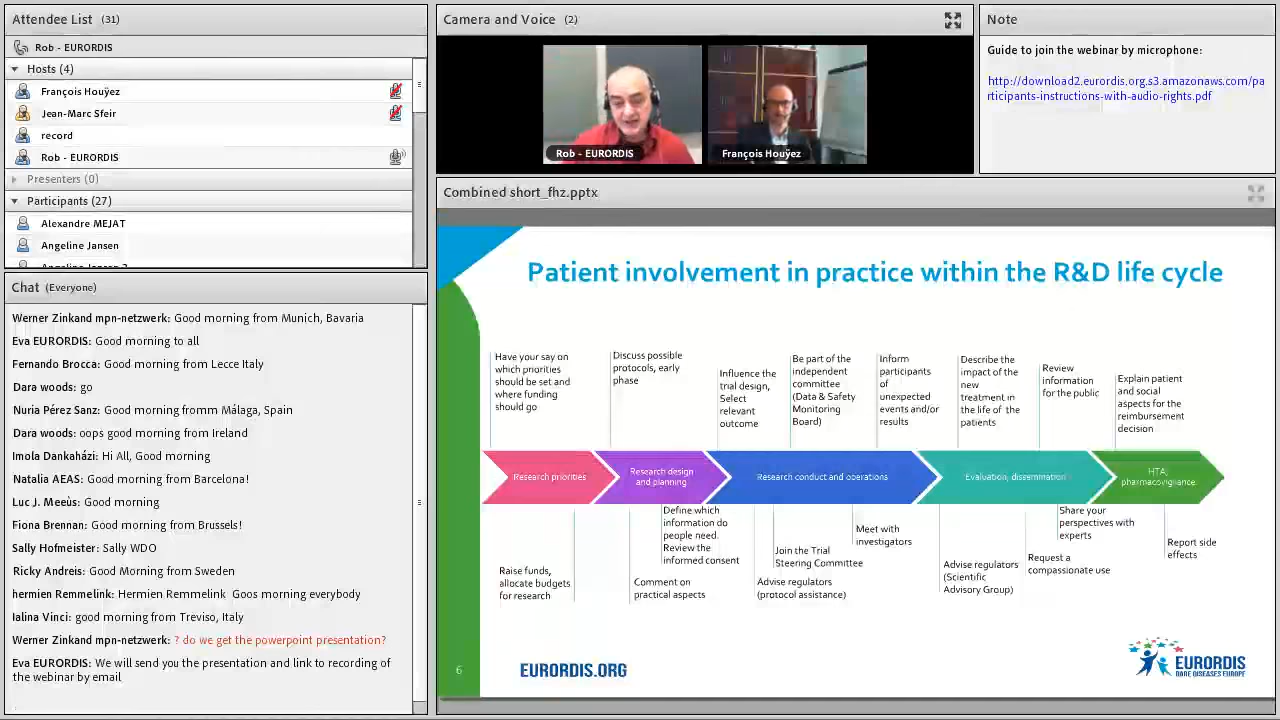 Attendee List (31)
Rob - EURORDIS
Hosts (4)
François Houÿez
Jean-Marc Sfeir
record
Rob - EURORDIS
Presenters (0)
Participants (27)
Alexandre MEJAT
Angeline Jansen
Chat (Everyone)
Werner Zinkand mpn-netzwerk: Good morning from Munich, Bavaria
Eva EURORDIS: Good morning to all
Fernando Brocca: Good morning from Lecce Italy
Dara woods: go
Nuria Pérez Sanz: Good morning fromm Málaga, Spain
Dara woods: oops good morning from Ireland
Imola Dankaházi: Hi All, Good morning
Natalia AEAS: Good morning from Barcelona!
Luc J. Meeùs: Good morning
Fiona Brennan: Good morning from Brussels!
Sally Hofmeister: Sally WDO
Ricky Andreis: Good Morning from Sweden
hermien Remmelink: Hermien Remmelink Goos morning everybody
Ialina Vinci: good morning from Treviso, Italy
Werner Zinkand mpn-netzwerk: ? do we get the powerpoint presentation?
Eva EURORDIS: We will send you the presentation and link to recording of
the webinar by email
Camera and Voice (2)
Rob - EURORDIS
François Houÿez
Note
Guide to join the webinar by microphone:
http://download2.eurordis.org.s3.amazonaws.com/pa
rticipants-instructions-with-audio-rights.pdf
Combined short_fhz.pptx
Patient involvement in practice within the R&D life cycle
Have your say on
which priorities
should be set and
where funding
should go
Discuss possible
protocols, early
phase
Influence the
trial design,
Select
relevant
outcome
Be part of the
independent
committee
(Data & Safety
Monitoring
Board)
Inform
participants
of
unexpected
events and/or
results
Describe the
impact of the
new
treatment in
the life of the
patients
Review
information
for the public
Explain patient
and social
aspects for the
reimbursement
decision
Research priorities
Research design
and planning
Research conduct and operations
Evaluation, dissemination
HTA,
pharmacovigilance
Raise funds,
allocate budgets
for research
Define which
information do
people need.
Review the
informed consent
Comment on
practical aspects
Join the Trial
Steering Committee
Advise regulators
(protocol assistance)
Meet with
investigators
Advise regulators
(Scientific
Advisory Group)
Request a
compassionate use
Share your
perspectives with
experts
Report side
effects
6
EURORDIS.ORG
EURORDIS
RARE DISEASES EUROPE